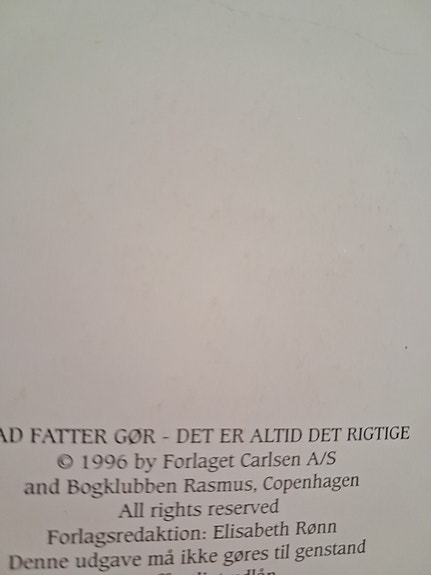 AD FATTER GØR - DET ER ALTID DET RIGTIGE
© 1996 by Forlaget Carlsen A/S
and Bogklubben Rasmus, Copenhagen
All rights reserved
Forlagsredaktion: Elisabeth Rønn
Denne udgave må ikke gøres til genstand